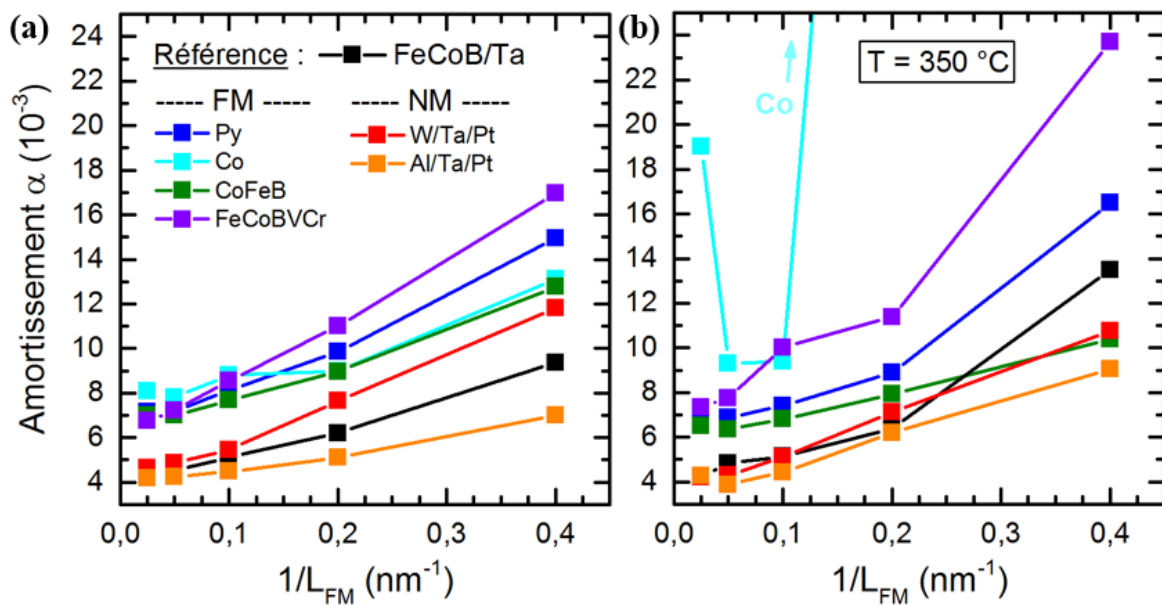 (a)
Référence : FeCoB/Ta
----- FM ----- ----- NM -----
Py W/Ta/Pt
Co Al/Ta/Pt
CoFeB
FeCoBVCr
Amortissement α (10⁻³)
24
22
20
18
16
14
12
10
8
6
4
0,0 0,1 0,2 0,3 0,4
1/L_FM (nm⁻¹)
(b)
T = 350 °C
Co
24
22
20
18
16
14
12
10
8
6
4
0,0 0,1 0,2 0,3 0,4
1/L_FM (nm⁻¹)